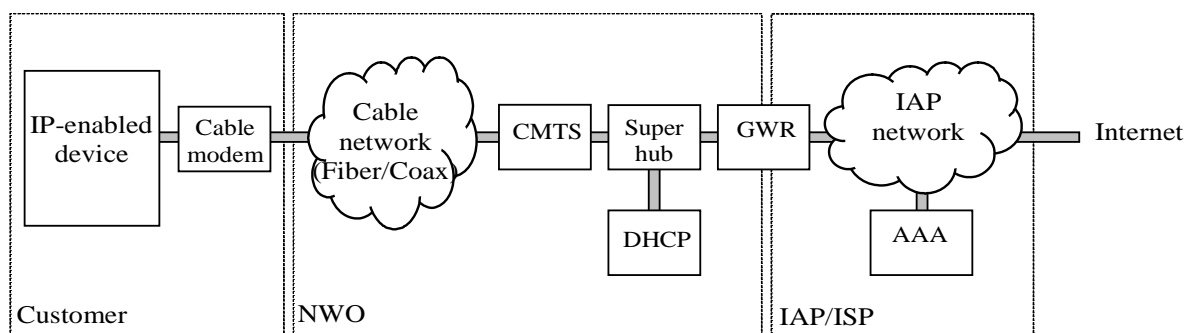 IP-enabled
device
Cable
modem
Cable
network
(Fiber/Coax)
CMTS
Super
hub
GWR
IAP
network
Internet
DHCP
AAA
Customer
NWO
IAP/ISP